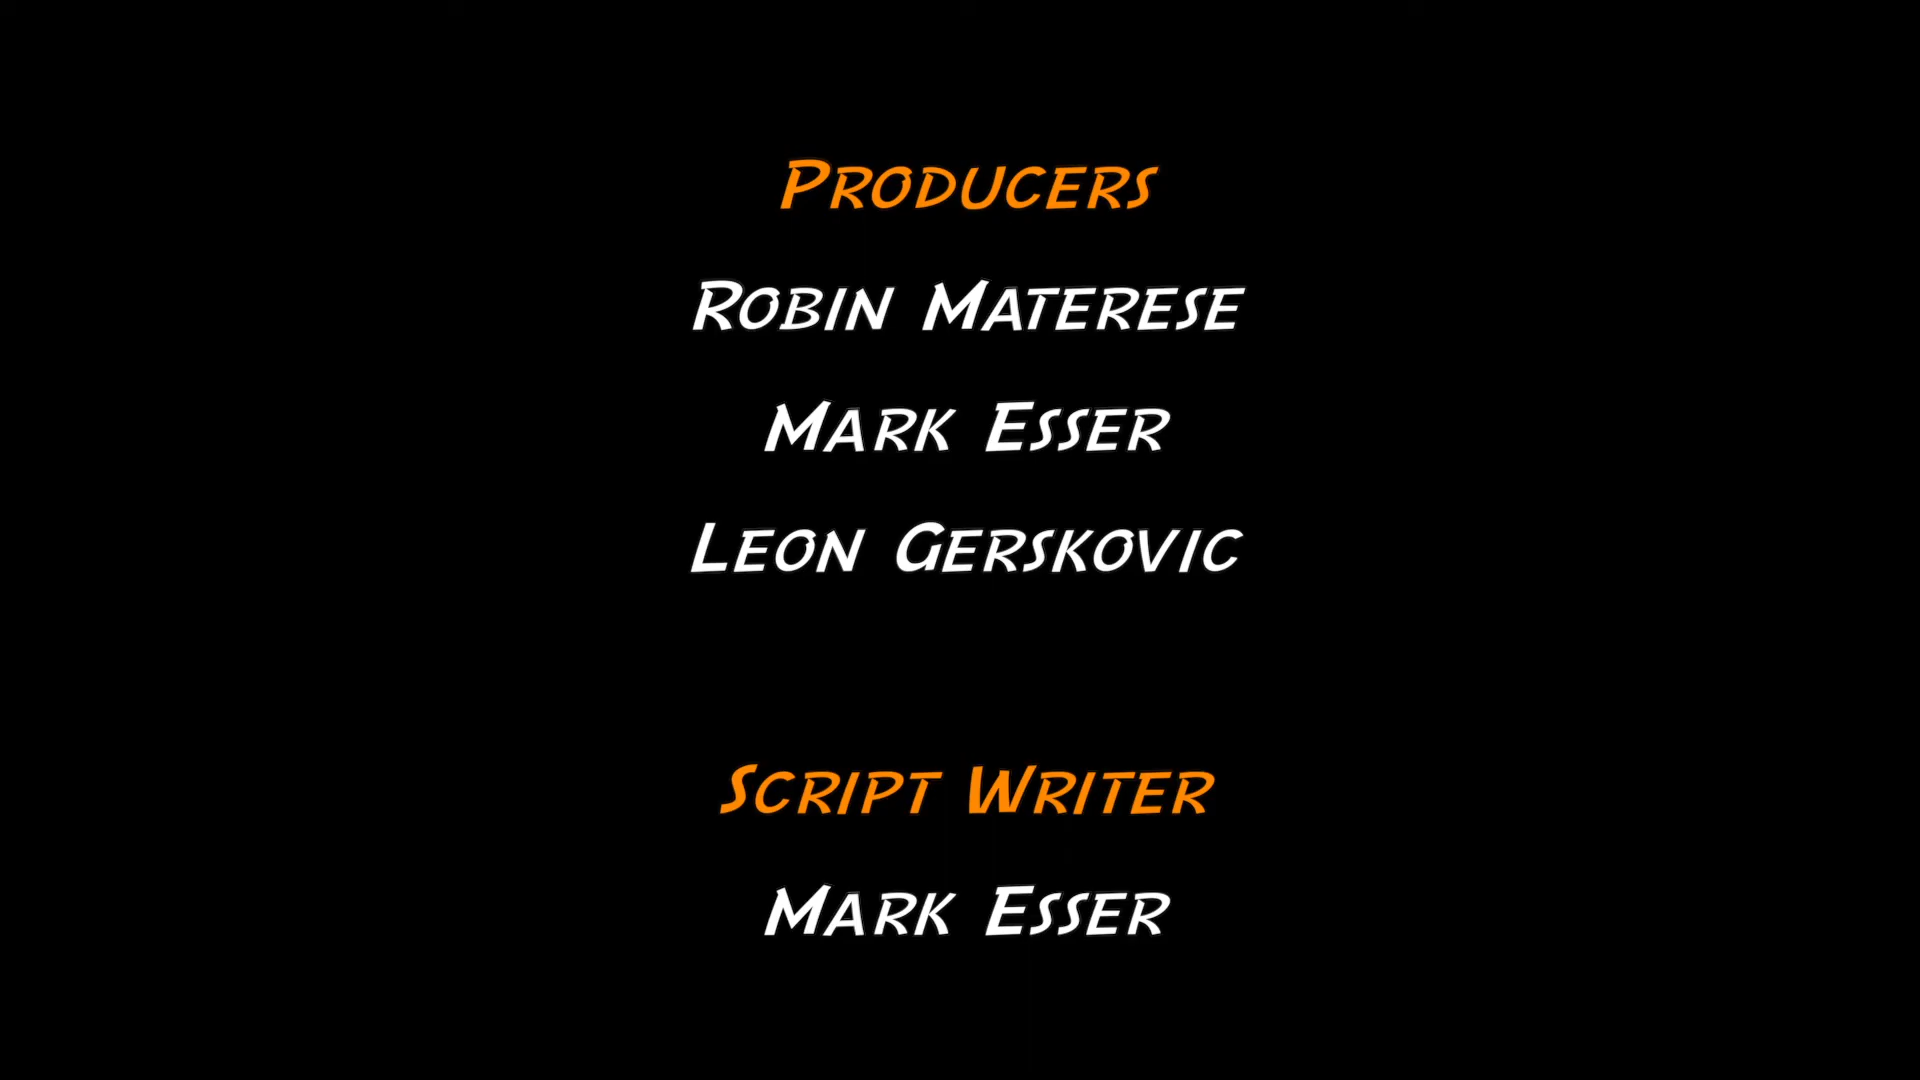 Producers
Robin Materese
Mark Esser
Leon Gerskovic
Script Writer
Mark Esser